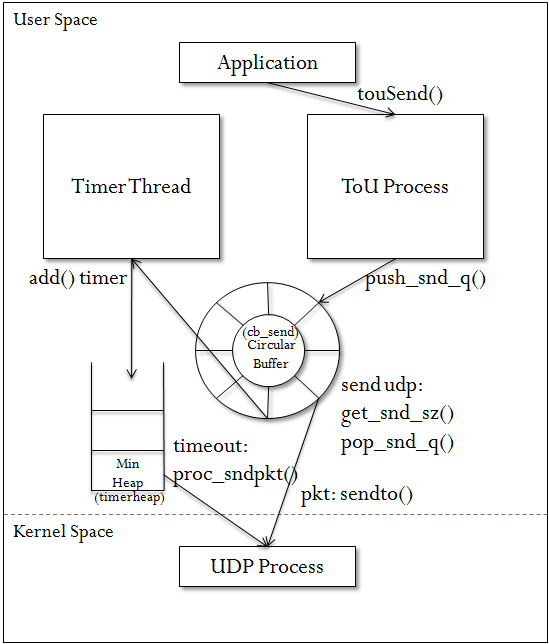 User Space
Application
touSend()
Timer Thread
ToU Process
add() timer
push_snd_q()
(cb_send)
Circular
Buffer
send udp:
get_snd_sz()
pop_snd_q()
timeout:
proc_sndpkt()
Min
Heap
(timerheap)
pkt: sendto()
Kernel Space
UDP Process